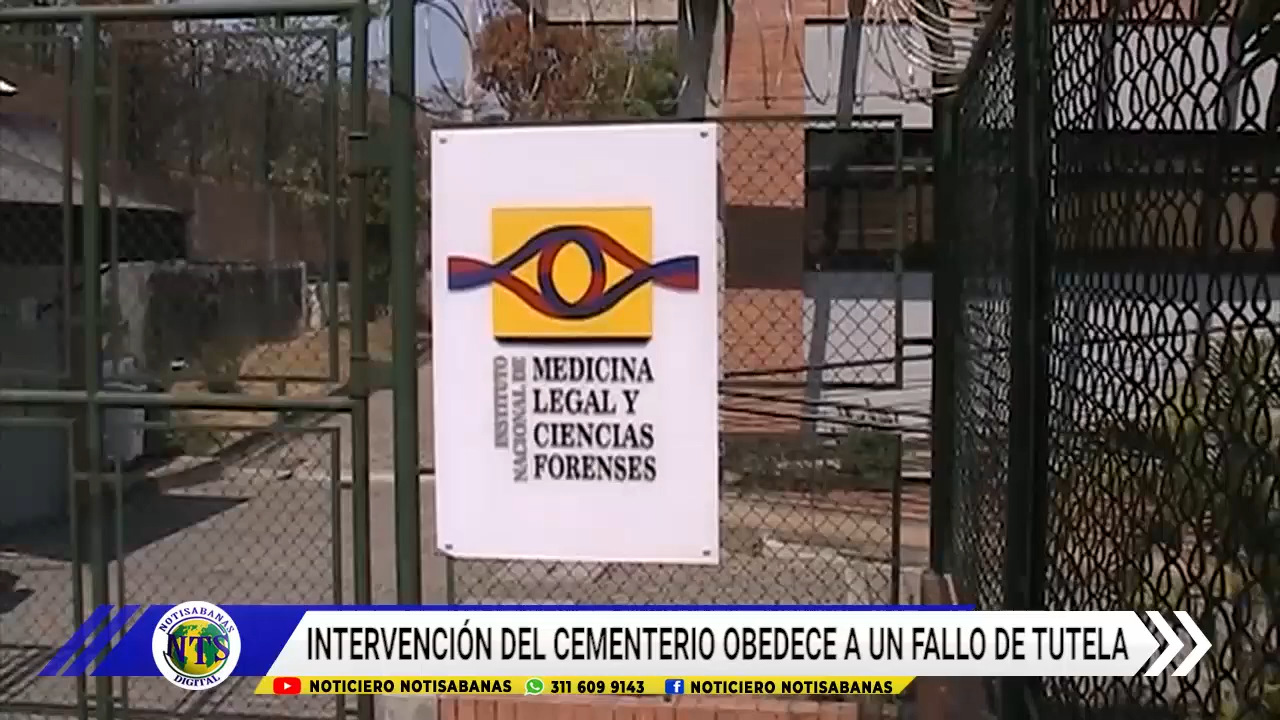 INSTITUTO
NACIONAL DE
MEDICINA
LEGAL Y
CIENCIAS
FORENSES
NOTISABANAS
NTS
DIGITAL
INTERVENCIÓN DEL CEMENTERIO OBEDECE A UN FALLO DE TUTELA
NOTICIERO NOTISABANAS 311 609 9143 NOTICIERO NOTISABANAS